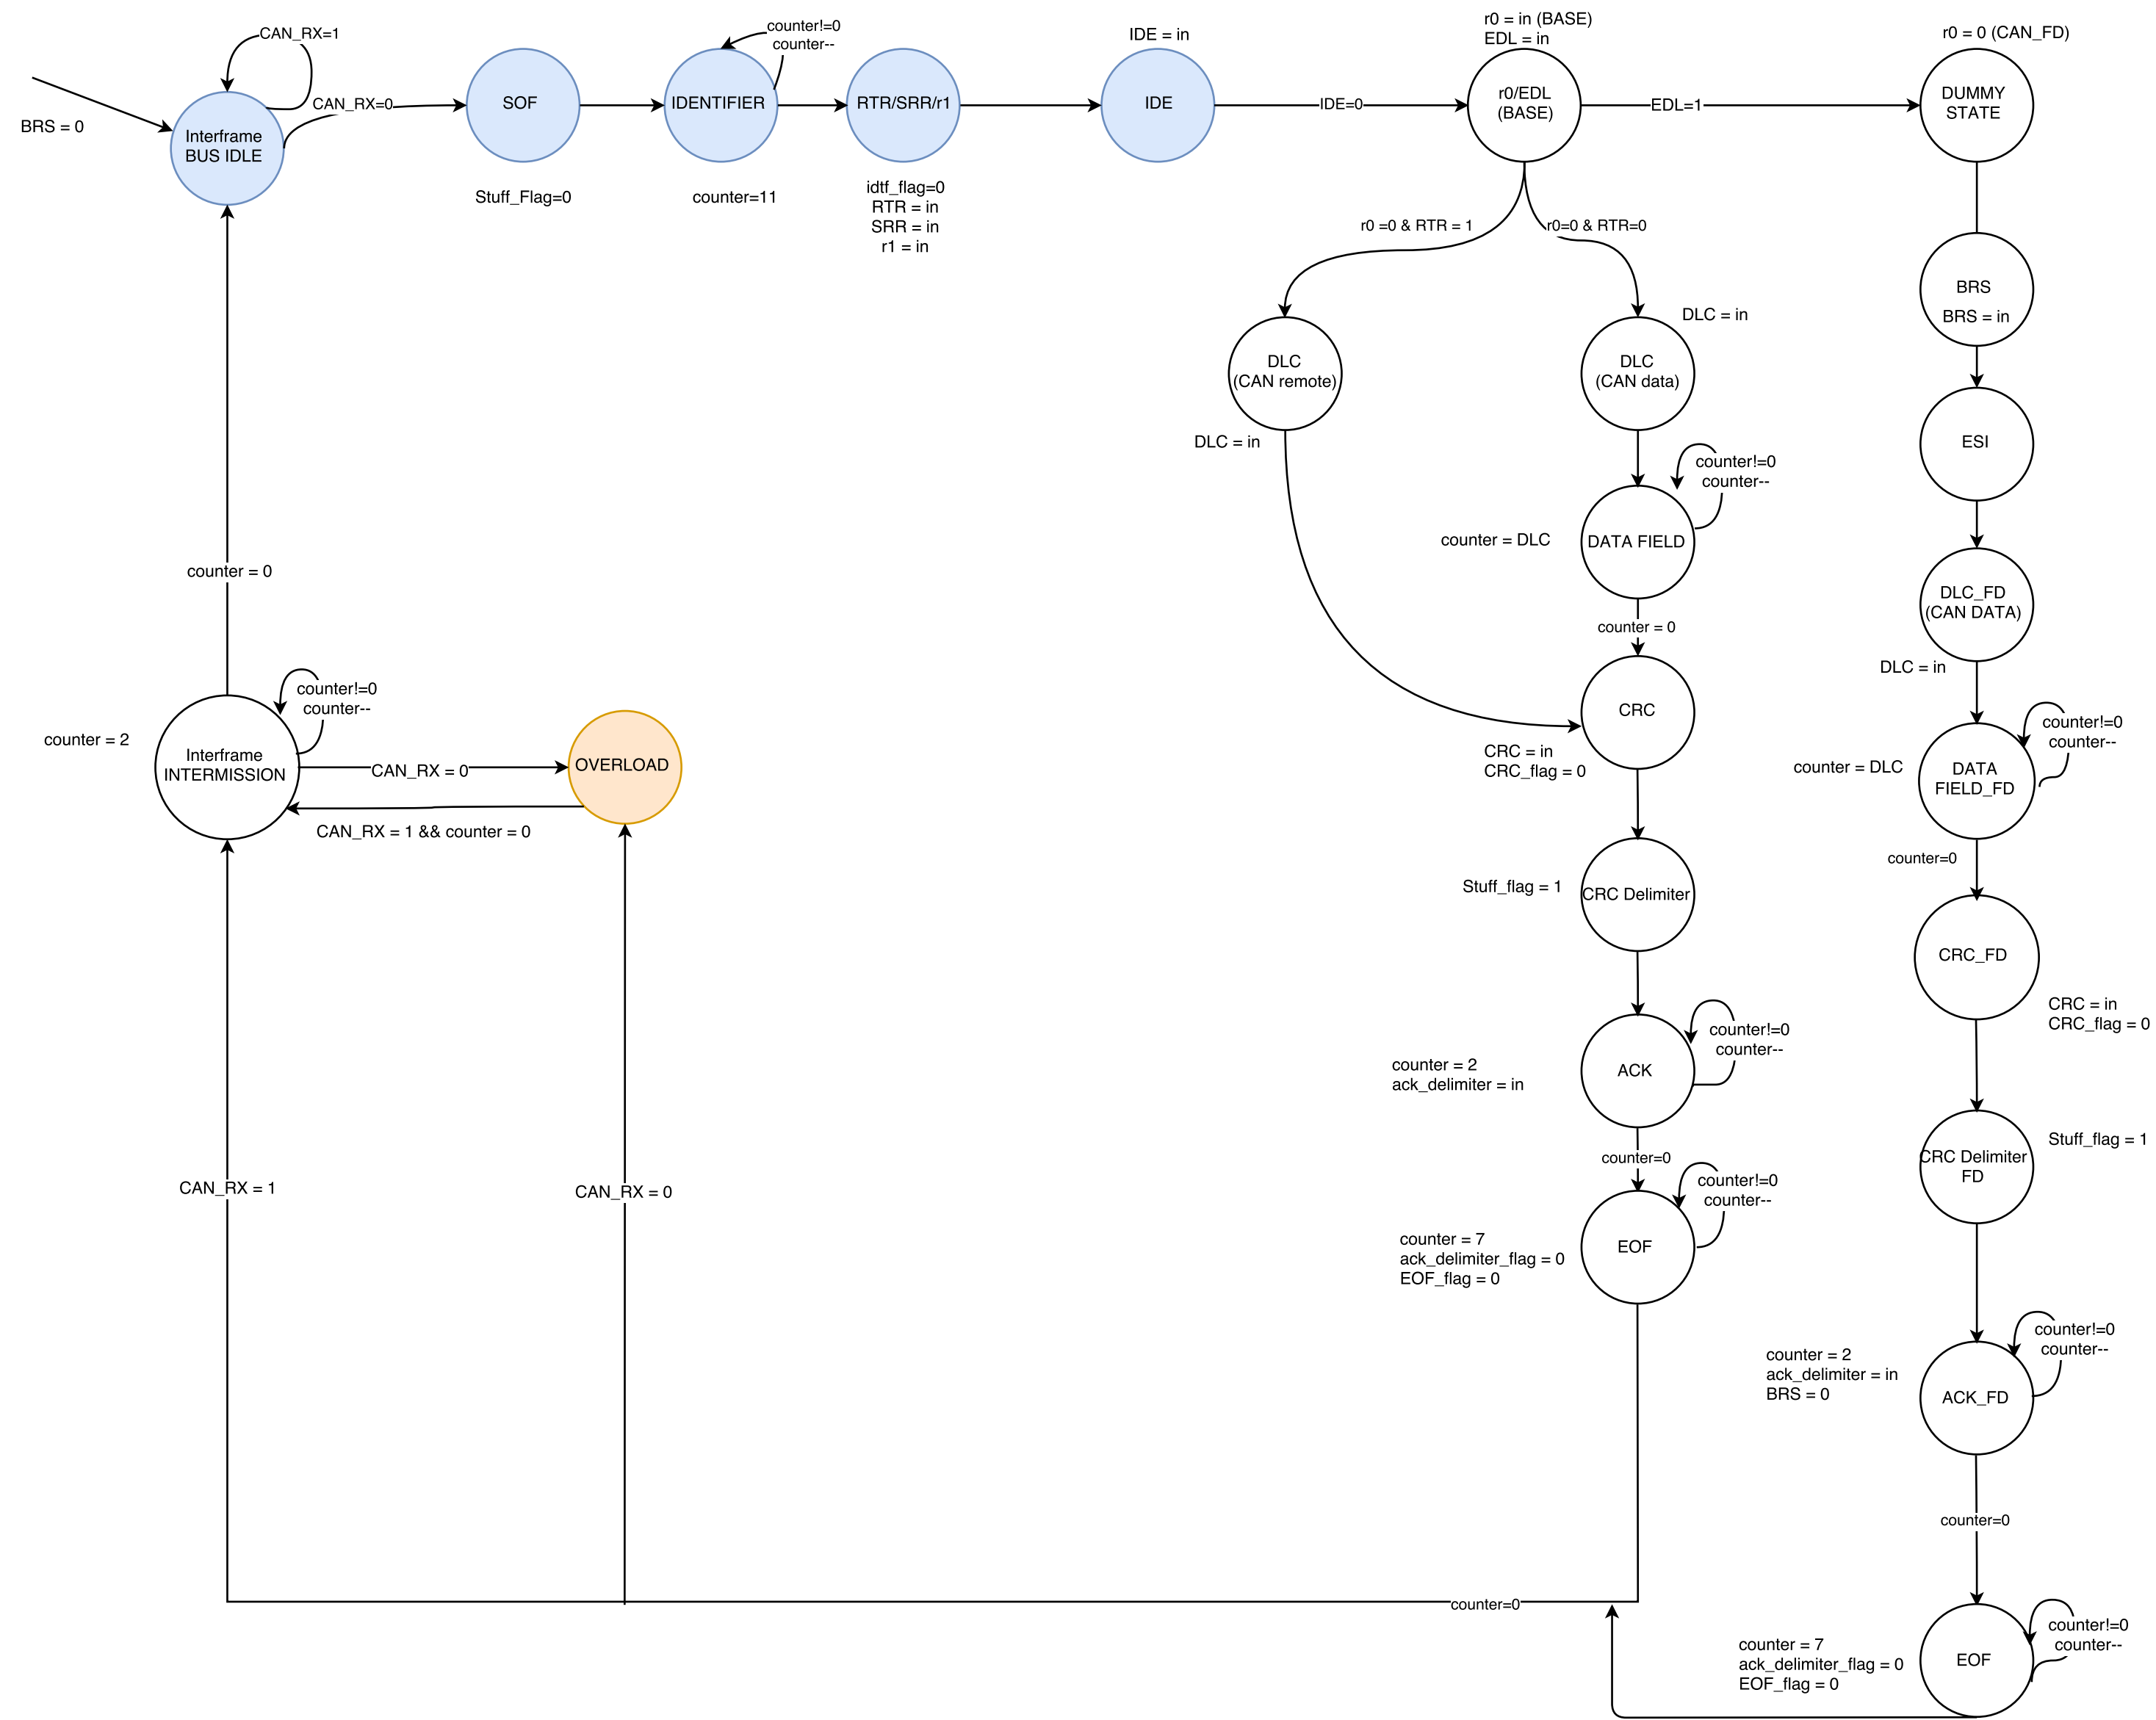 BRS = 0
CAN_RX=1
Interframe
BUS IDLE
CAN_RX=0
SOF
Stuff_Flag=0
counter!=0
counter--
IDENTIFIER
counter=11
RTR/SRR/r1
idtf_flag=0
RTR = in
SRR = in
r1 = in
IDE = in
IDE
IDE=0
r0 = in (BASE)
EDL = in
r0/EDL
(BASE)
EDL=1
r0 = 0 (CAN_FD)
DUMMY
STATE
r0 =0 & RTR = 1
r0=0 & RTR=0
DLC
(CAN remote)
DLC = in
DLC = in
DLC
(CAN data)
counter!=0
counter--
counter = DLC
DATA FIELD
counter = 0
CRC
CRC = in
CRC_flag = 0
Stuff_flag = 1
CRC Delimiter
counter!=0
counter--
ACK
counter = 2
ack_delimiter = in
counter=0
counter!=0
counter--
EOF
counter = 7
ack_delimiter_flag = 0
EOF_flag = 0
BRS
BRS = in
ESI
DLC_FD
(CAN DATA)
DLC = in
counter!=0
counter--
counter = DLC
DATA
FIELD_FD
counter=0
CRC_FD
CRC = in
CRC_flag = 0
Stuff_flag = 1
CRC Delimiter
FD
counter!=0
counter--
counter = 2
ack_delimiter = in
BRS = 0
ACK_FD
counter=0
counter!=0
counter--
counter = 7
ack_delimiter_flag = 0
EOF_flag = 0
EOF
counter=0
counter = 0
counter!=0
counter--
counter = 2
Interframe
INTERMISSION
CAN_RX = 0
OVERLOAD
CAN_RX = 1 && counter = 0
CAN_RX = 1
CAN_RX = 0